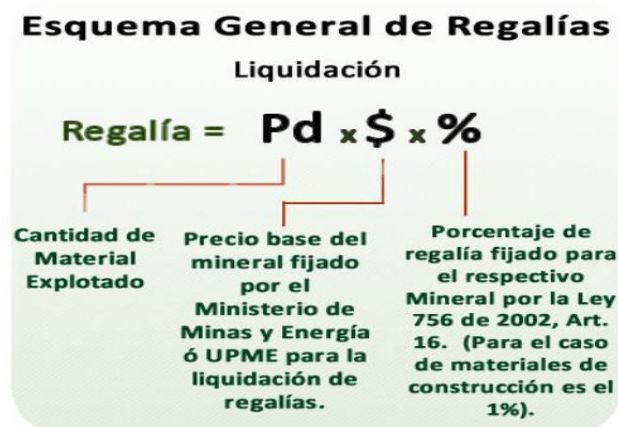 Esquema General de Regalías
Liquidación
Regalía = Pd x $ x %
Cantidad de
Material
Explotado
Precio base del
mineral fijado
por el
Ministerio de
Minas y Energía
ó UPME para la
liquidación de
regalías.
Porcentaje de
regalía fijado para
el respectivo
Mineral por la Ley
756 de 2002, Art.
16. (Para el caso
de materiales de
construcción es el
1%).